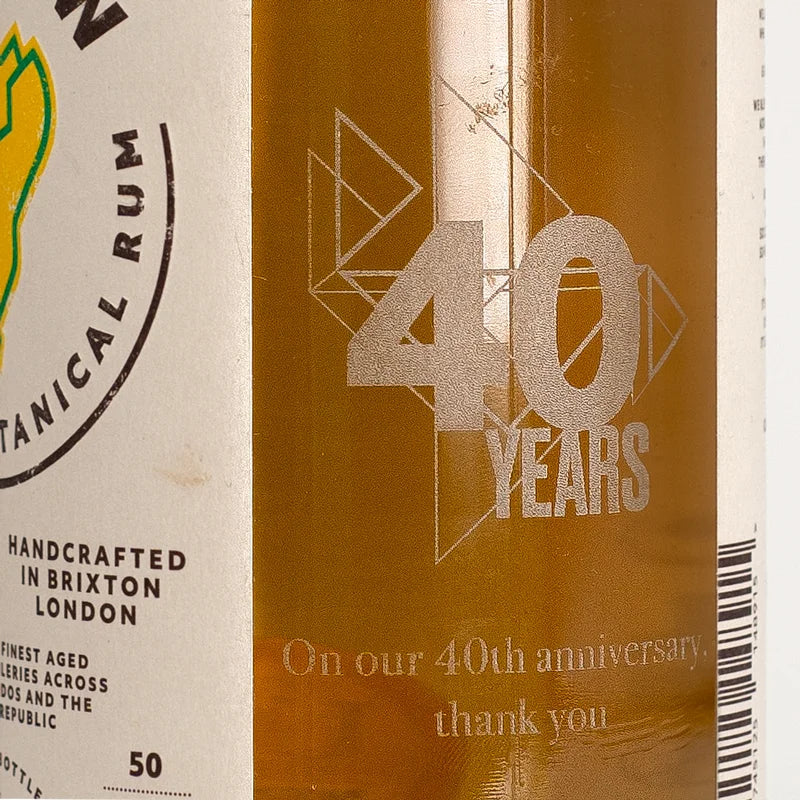 N
TANICAL RUM
HANDCRAFTED
IN BRIXTON
LONDON
FINEST AGED
LERIES ACROSS
DOS AND THE
REPUBLIC
BOTTLE
50
40
YEARS
On our 40th anniversary,
thank you